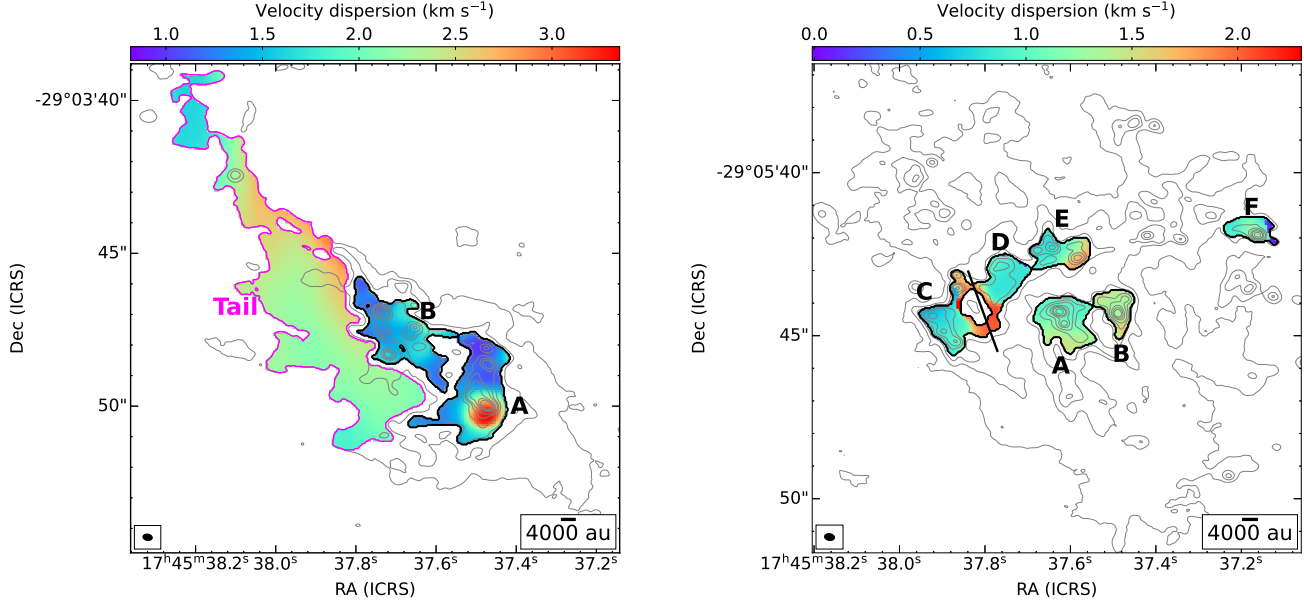 Velocity dispersion (km s⁻¹)
1.0 1.5 2.0 2.5 3.0
-29°03'40"
45"
50"
Dec (ICRS)
Tail
B
A
4000 au
17ʰ45ᵐ38.2ˢ 38.0ˢ 37.8ˢ 37.6ˢ 37.4ˢ 37.2ˢ
RA (ICRS)
Velocity dispersion (km s⁻¹)
0.0 0.5 1.0 1.5 2.0
-29°05'40"
45"
50"
Dec (ICRS)
F
E
D
C
A
B
4000 au
17ʰ45ᵐ38.2ˢ 38.0ˢ 37.8ˢ 37.6ˢ 37.4ˢ 37.2ˢ
RA (ICRS)